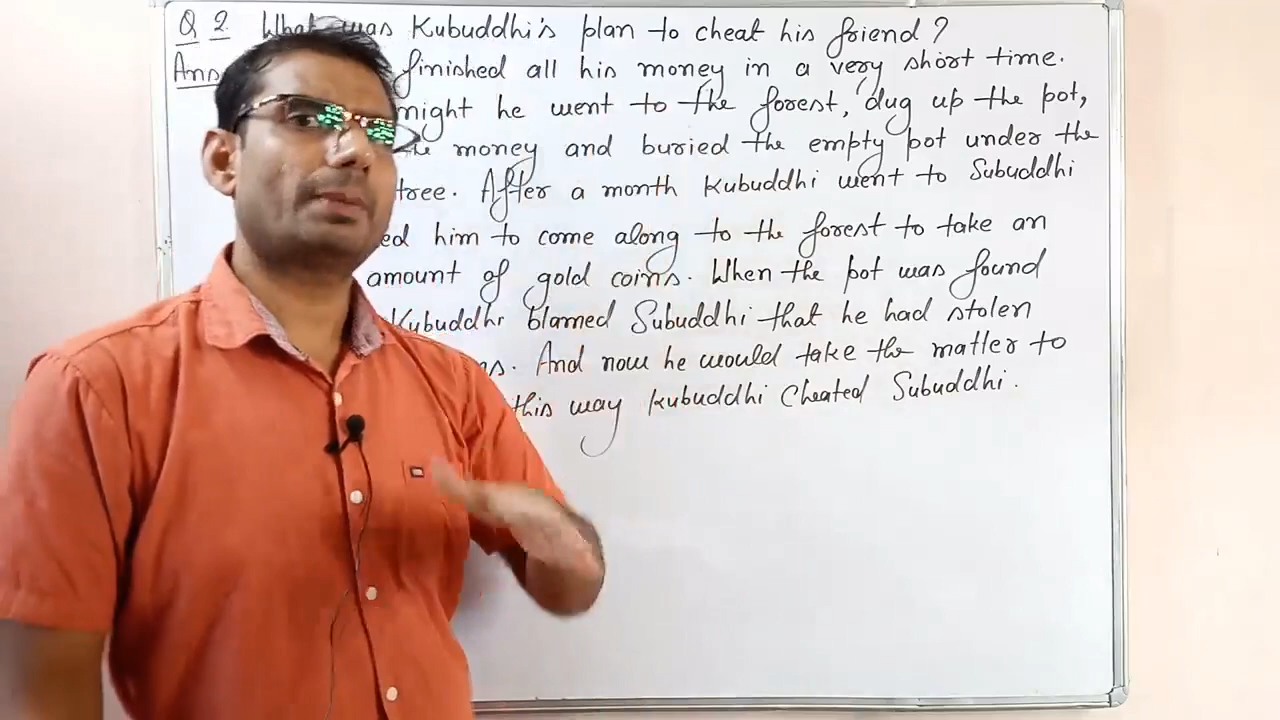 Q 2 What was Kubuddhi's plan to cheat his friend?
Ans finished all his money in a very short time.
night he went to the forest, dug up the pot,
the money and buried the empty pot under the
tree. After a month Kubuddhi went to Subuddhi
him to come along to the forest to take an
amount of gold coins. When the pot was found
Kubuddhi blamed Subuddhi that he had stolen
And now he would take the matter to
this way Kubuddhi Cheated Subuddhi.